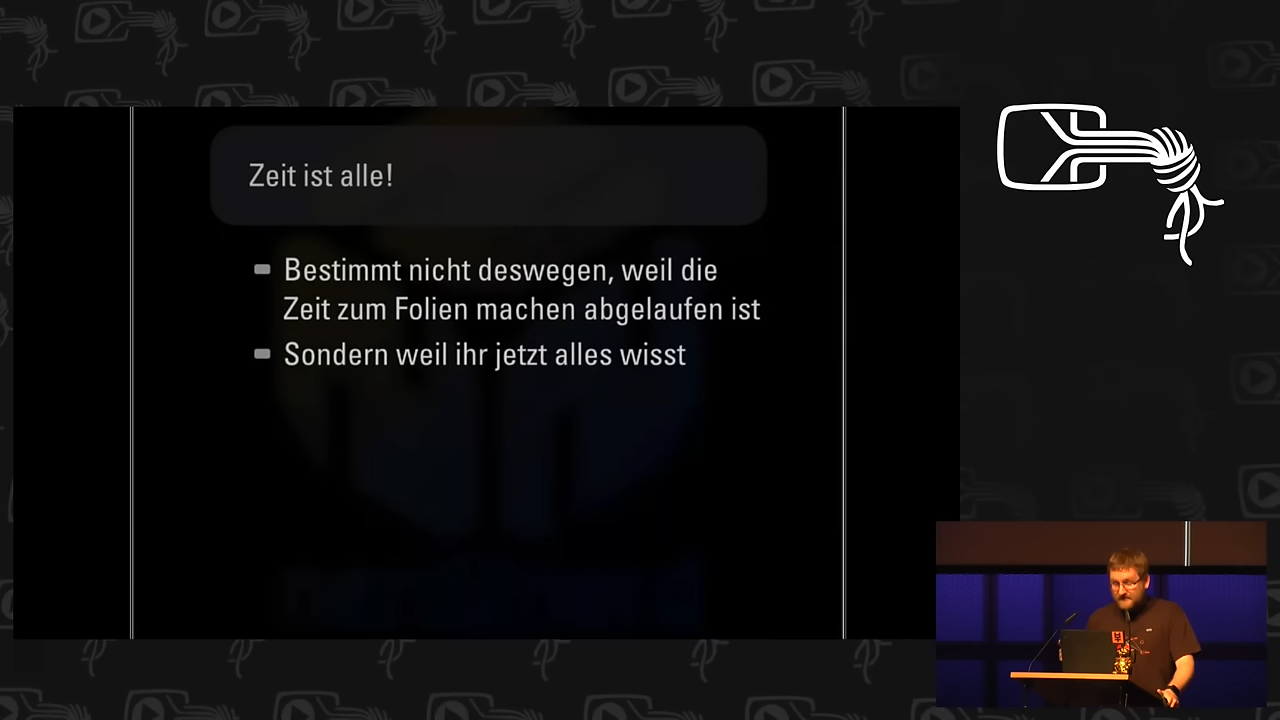 Zeit ist alle!
Bestimmt nicht deswegen, weil die
Zeit zum Folien machen abgelaufen ist
Sondern weil ihr jetzt alles wisst